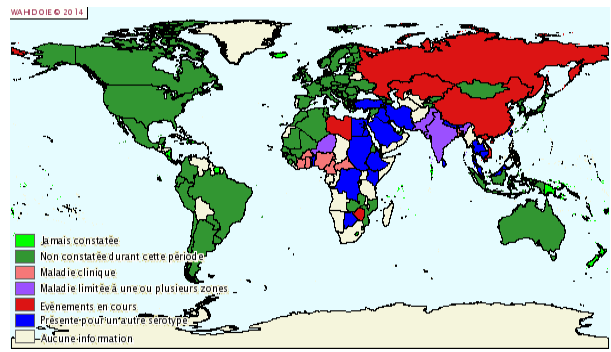 WAHID OIE © 2014
Jamais constatée
Non constatée durant cette période
Maladie clinique
Maladie limitée à une ou plusieurs zones
Evénements en cours
Présente pour un autre sérotype
Aucune information